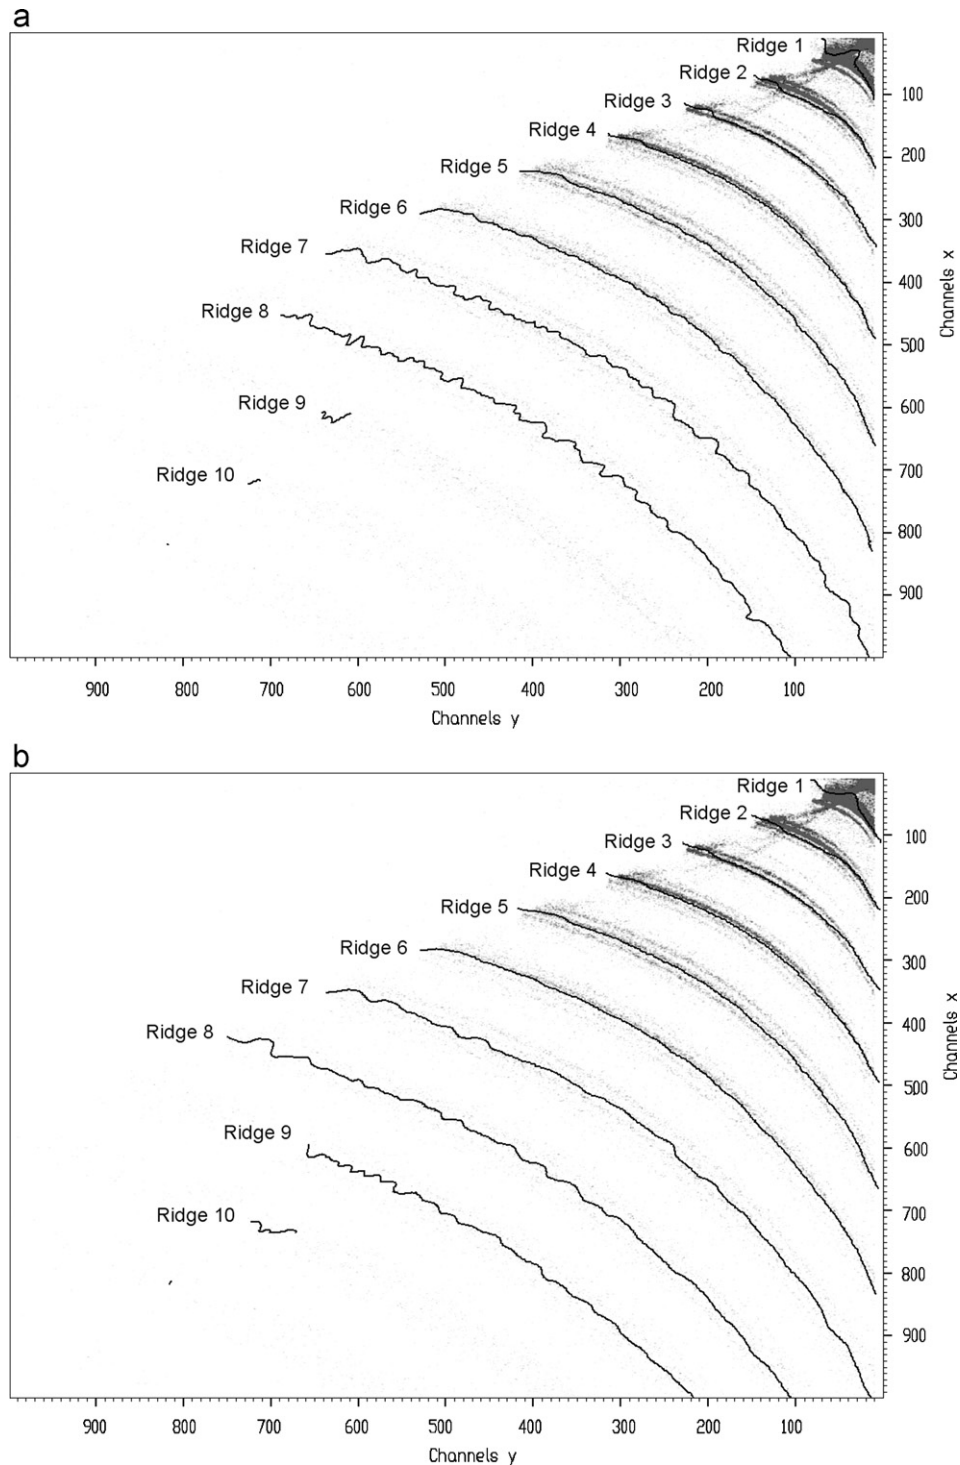 a
Ridge 1
Ridge 2
Ridge 3
Ridge 4
Ridge 5
Ridge 6
Ridge 7
Ridge 8
Ridge 9
Ridge 10
100
200
300
400
500
600
700
800
900
Channels x
900 800 700 600 500 400 300 200 100
Channels y
b
Ridge 1
Ridge 2
Ridge 3
Ridge 4
Ridge 5
Ridge 6
Ridge 7
Ridge 8
Ridge 9
Ridge 10
100
200
300
400
500
600
700
800
900
Channels x
900 800 700 600 500 400 300 200 100
Channels y